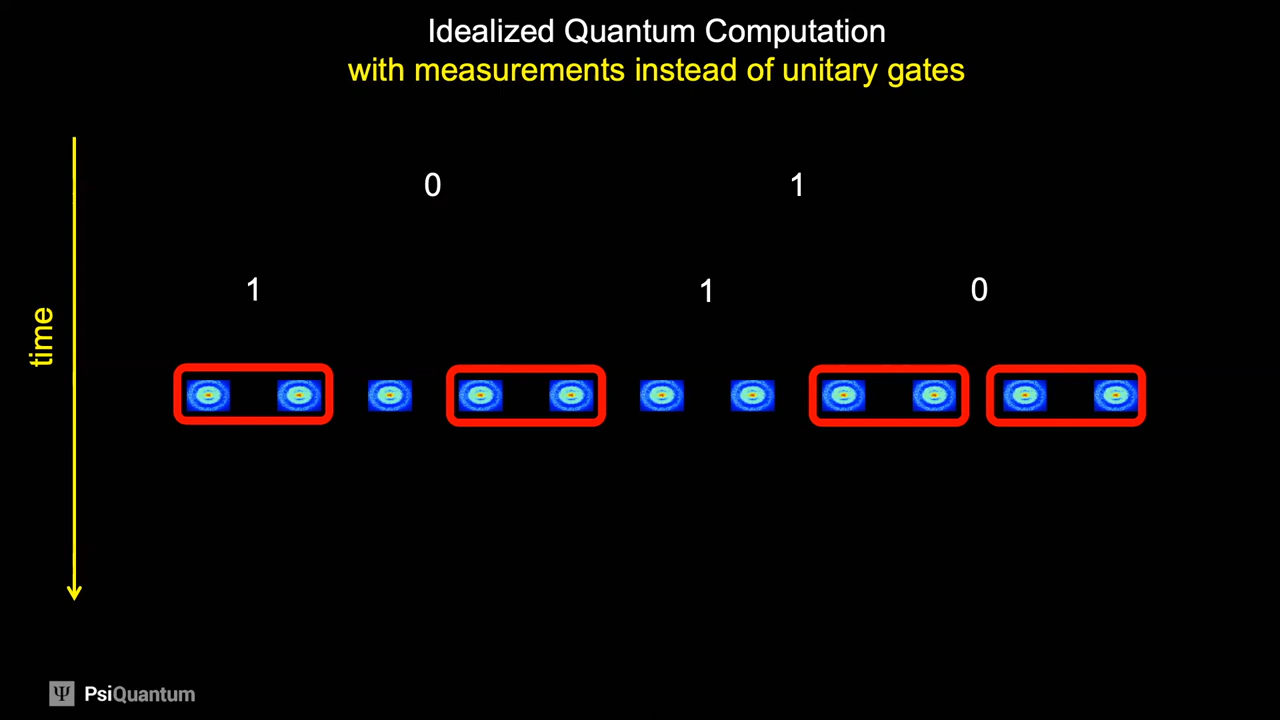 Idealized Quantum Computation
with measurements instead of unitary gates
0 1
1 1 0
time
Ψ PsiQuantum